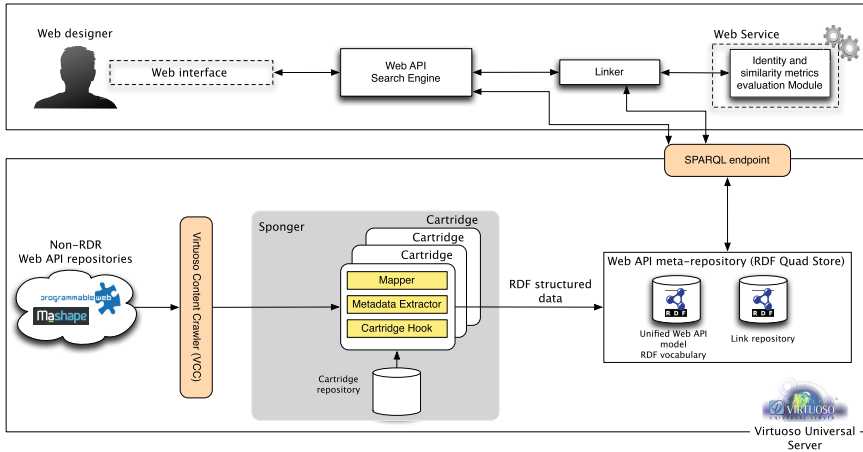 Web designer
Web interface
Web API
Search Engine
Linker
Web Service
Identity and
similarity metrics
evaluation Module
SPARQL endpoint
Non-RDR
Web API repositories
programmableweb
Mashape
Virtuoso Content Crawler (VCC)
Sponger
Cartridge
Cartridge
Cartridge
Mapper
Metadata Extractor
Cartridge Hook
Cartridge
repository
RDF structured
data
Web API meta-repository (RDF Quad Store)
RDF
Unified Web API
model
RDF vocabulary
RDF
Link repository
VIRTUOSO
UNIVERSAL SERVER
Virtuoso Universal
Server